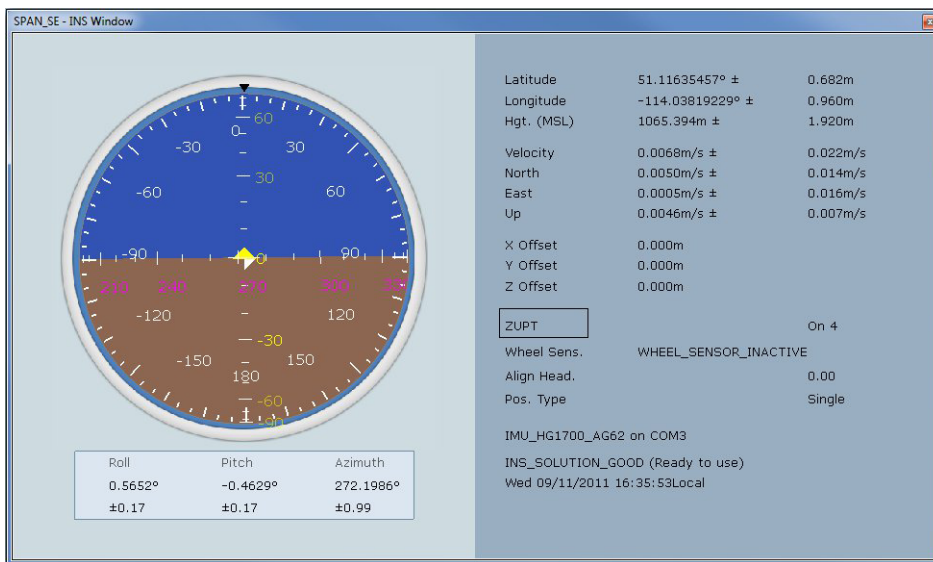 SPAN_SE - INS Window
60
0
-30 30
30
-60 60
-90 0 90
210 240 270 300 330
-120 120
-30
-150 150
180
-60
-90
Roll Pitch Azimuth
0.5652° -0.4629° 272.1986°
±0.17 ±0.17 ±0.99
Latitude 51.11635457° ± 0.682m
Longitude -114.03819229° ± 0.960m
Hgt. (MSL) 1065.394m ± 1.920m
Velocity 0.0068m/s ± 0.022m/s
North 0.0050m/s ± 0.014m/s
East 0.0005m/s ± 0.016m/s
Up 0.0046m/s ± 0.007m/s
X Offset 0.000m
Y Offset 0.000m
Z Offset 0.000m
ZUPT On 4
Wheel Sens. WHEEL_SENSOR_INACTIVE
Align Head. 0.00
Pos. Type Single
IMU_HG1700_AG62 on COM3
INS_SOLUTION_GOOD (Ready to use)
Wed 09/11/2011 16:35:53Local